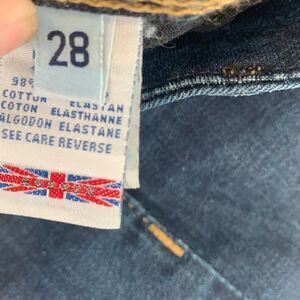 28
98%
COTTON ELASTAN
COTON ELASTHANNE
ALGODON ELASTANE
SEE CARE REVERSE